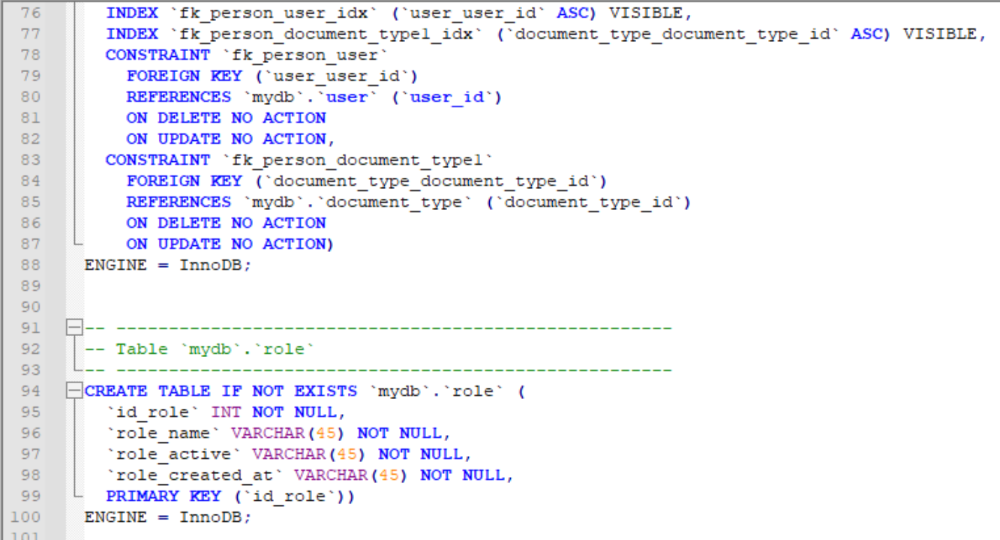 76 INDEX `fk_person_user_idx` (`user_user_id` ASC) VISIBLE,
77 INDEX `fk_person_document_type1_idx` (`document_type_document_type_id` ASC) VISIBLE,
78 CONSTRAINT `fk_person_user`
79 FOREIGN KEY (`user_user_id`)
80 REFERENCES `mydb`.`user` (`user_id`)
81 ON DELETE NO ACTION
82 ON UPDATE NO ACTION,
83 CONSTRAINT `fk_person_document_type1`
84 FOREIGN KEY (`document_type_document_type_id`)
85 REFERENCES `mydb`.`document_type` (`document_type_id`)
86 ON DELETE NO ACTION
87 ON UPDATE NO ACTION)
88 ENGINE = InnoDB;
89
90
91 -- -----------------------------------------------------
92 -- Table `mydb`.`role`
93 -- -----------------------------------------------------
94 CREATE TABLE IF NOT EXISTS `mydb`.`role` (
95 `id_role` INT NOT NULL,
96 `role_name` VARCHAR(45) NOT NULL,
97 `role_active` VARCHAR(45) NOT NULL,
98 `role_created_at` VARCHAR(45) NOT NULL,
99 PRIMARY KEY (`id_role`))
100 ENGINE = InnoDB;
101